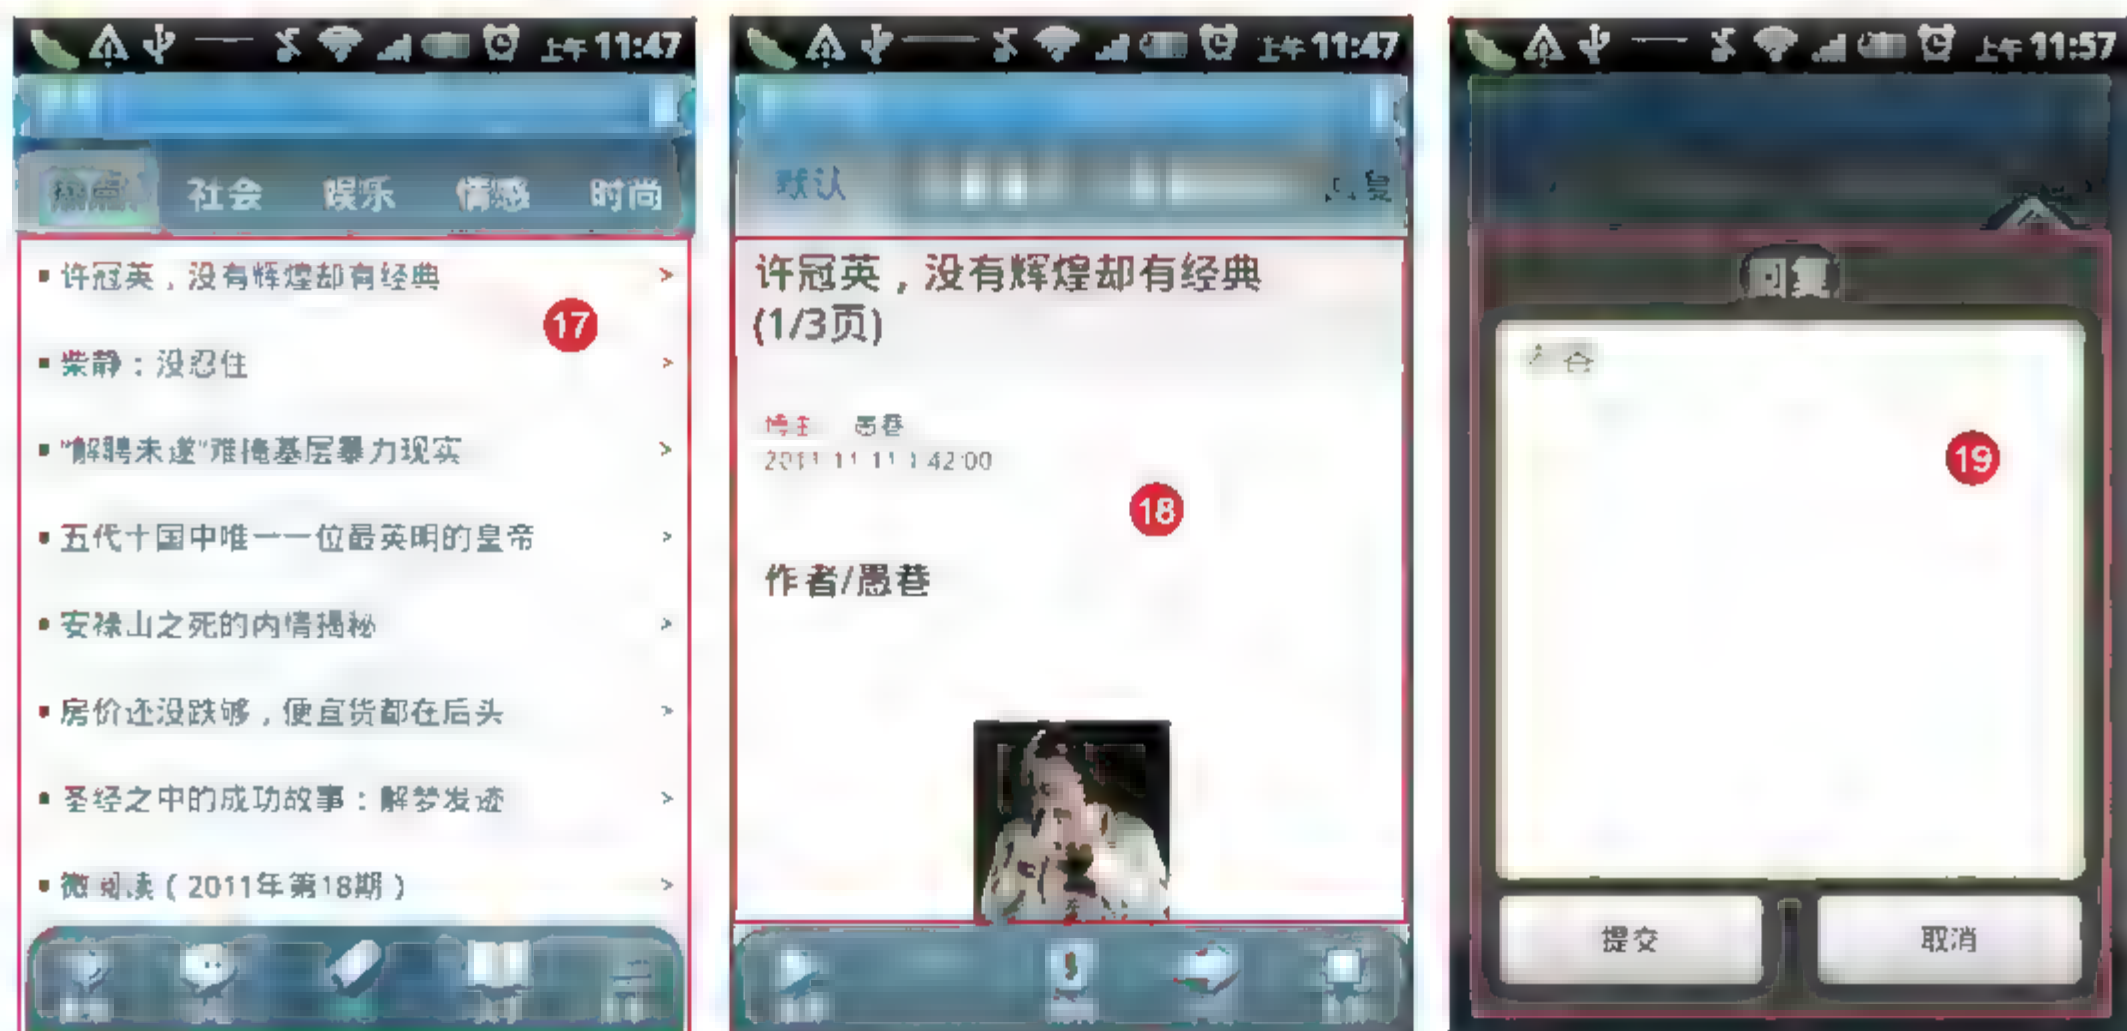 上午11:47
社会 娱乐 情感 时尚
许冠英，没有辉煌却有经典
17
柴静：没忍住
"解聘未遂"难掩基层暴力现实
五代十国中唯一一位最英明的皇帝
安禄山之死的内情揭秘
房价还没跌够，便宜货都在后头
圣经之中的成功故事：解梦发迹
微阅读（2011年第18期）
上午11:47
默认
许冠英，没有辉煌却有经典
(1/3页)
博主 愚巷
18
作者/愚巷
上午11:57
回复
19
提交 取消